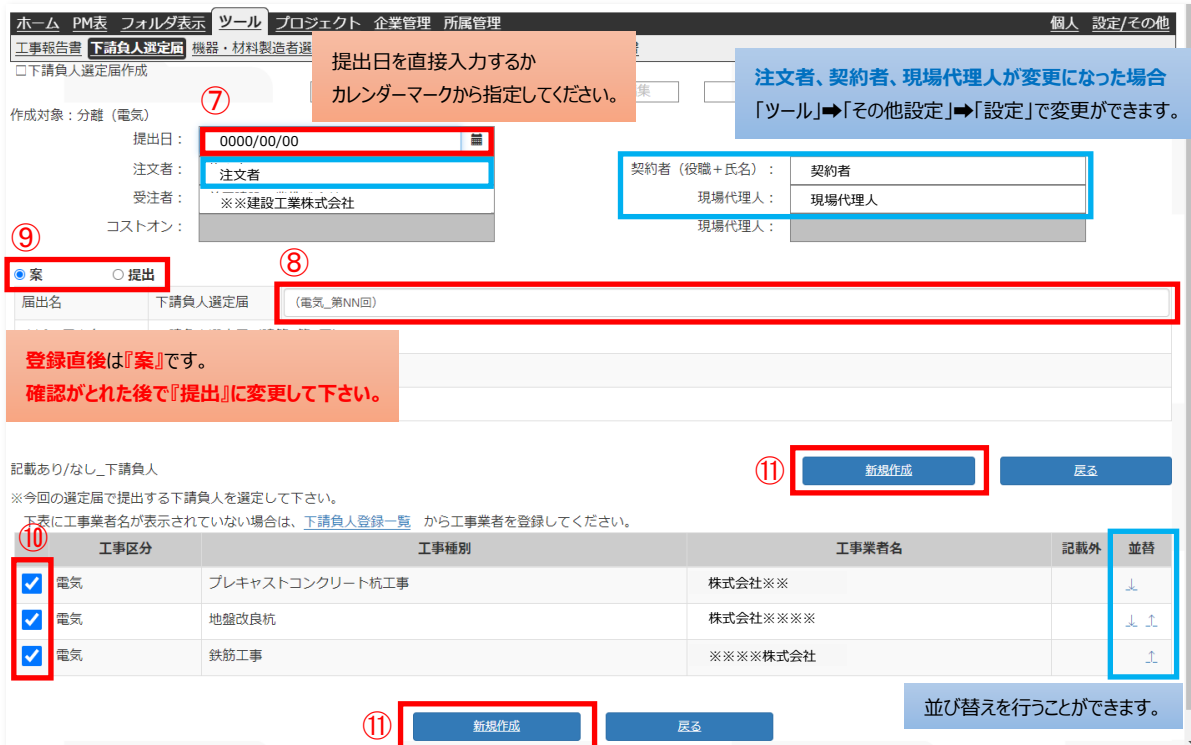 ホーム PM表 フォルダ表示 ツール プロジェクト 企業管理 所属管理 個人 設定/その他
工事報告書 下請負人選定届 機器・材料製造者選
提出日を直接入力するか
カレンダーマークから指定してください。
注文者、契約者、現場代理人が変更になった場合
「ツール」➡「その他設定」➡「設定」で変更ができます。
□下請負人選定届作成
集
⑦
作成対象：分離（電気）
提出日： 0000/00/00
注文者： 注文者 契約者（役職＋氏名）： 契約者
受注者： ※※建設工業株式会社 現場代理人： 現場代理人
コストオン： 現場代理人：
⑨
⑧
案 提出
届出名 下請負人選定届 （電気_第NN回）
登録直後は『案』です。
確認がとれた後で『提出』に変更して下さい。
記載あり/なし_下請負人 ⑪ 新規作成 戻る
※今回の選定届で提出する下請負人を選定して下さい。
下表に工事業者名が表示されていない場合は、下請負人登録一覧 から工事業者を登録してください。
⑩
工事区分 工事種別 工事業者名 記載外 並替
電気 プレキャストコンクリート杭工事 株式会社※※ ↓
電気 地盤改良杭 株式会社※※※※ ↓ ↑
電気 鉄筋工事 ※※※※株式会社 ↑
並び替えを行うことができます。
⑪ 新規作成 戻る